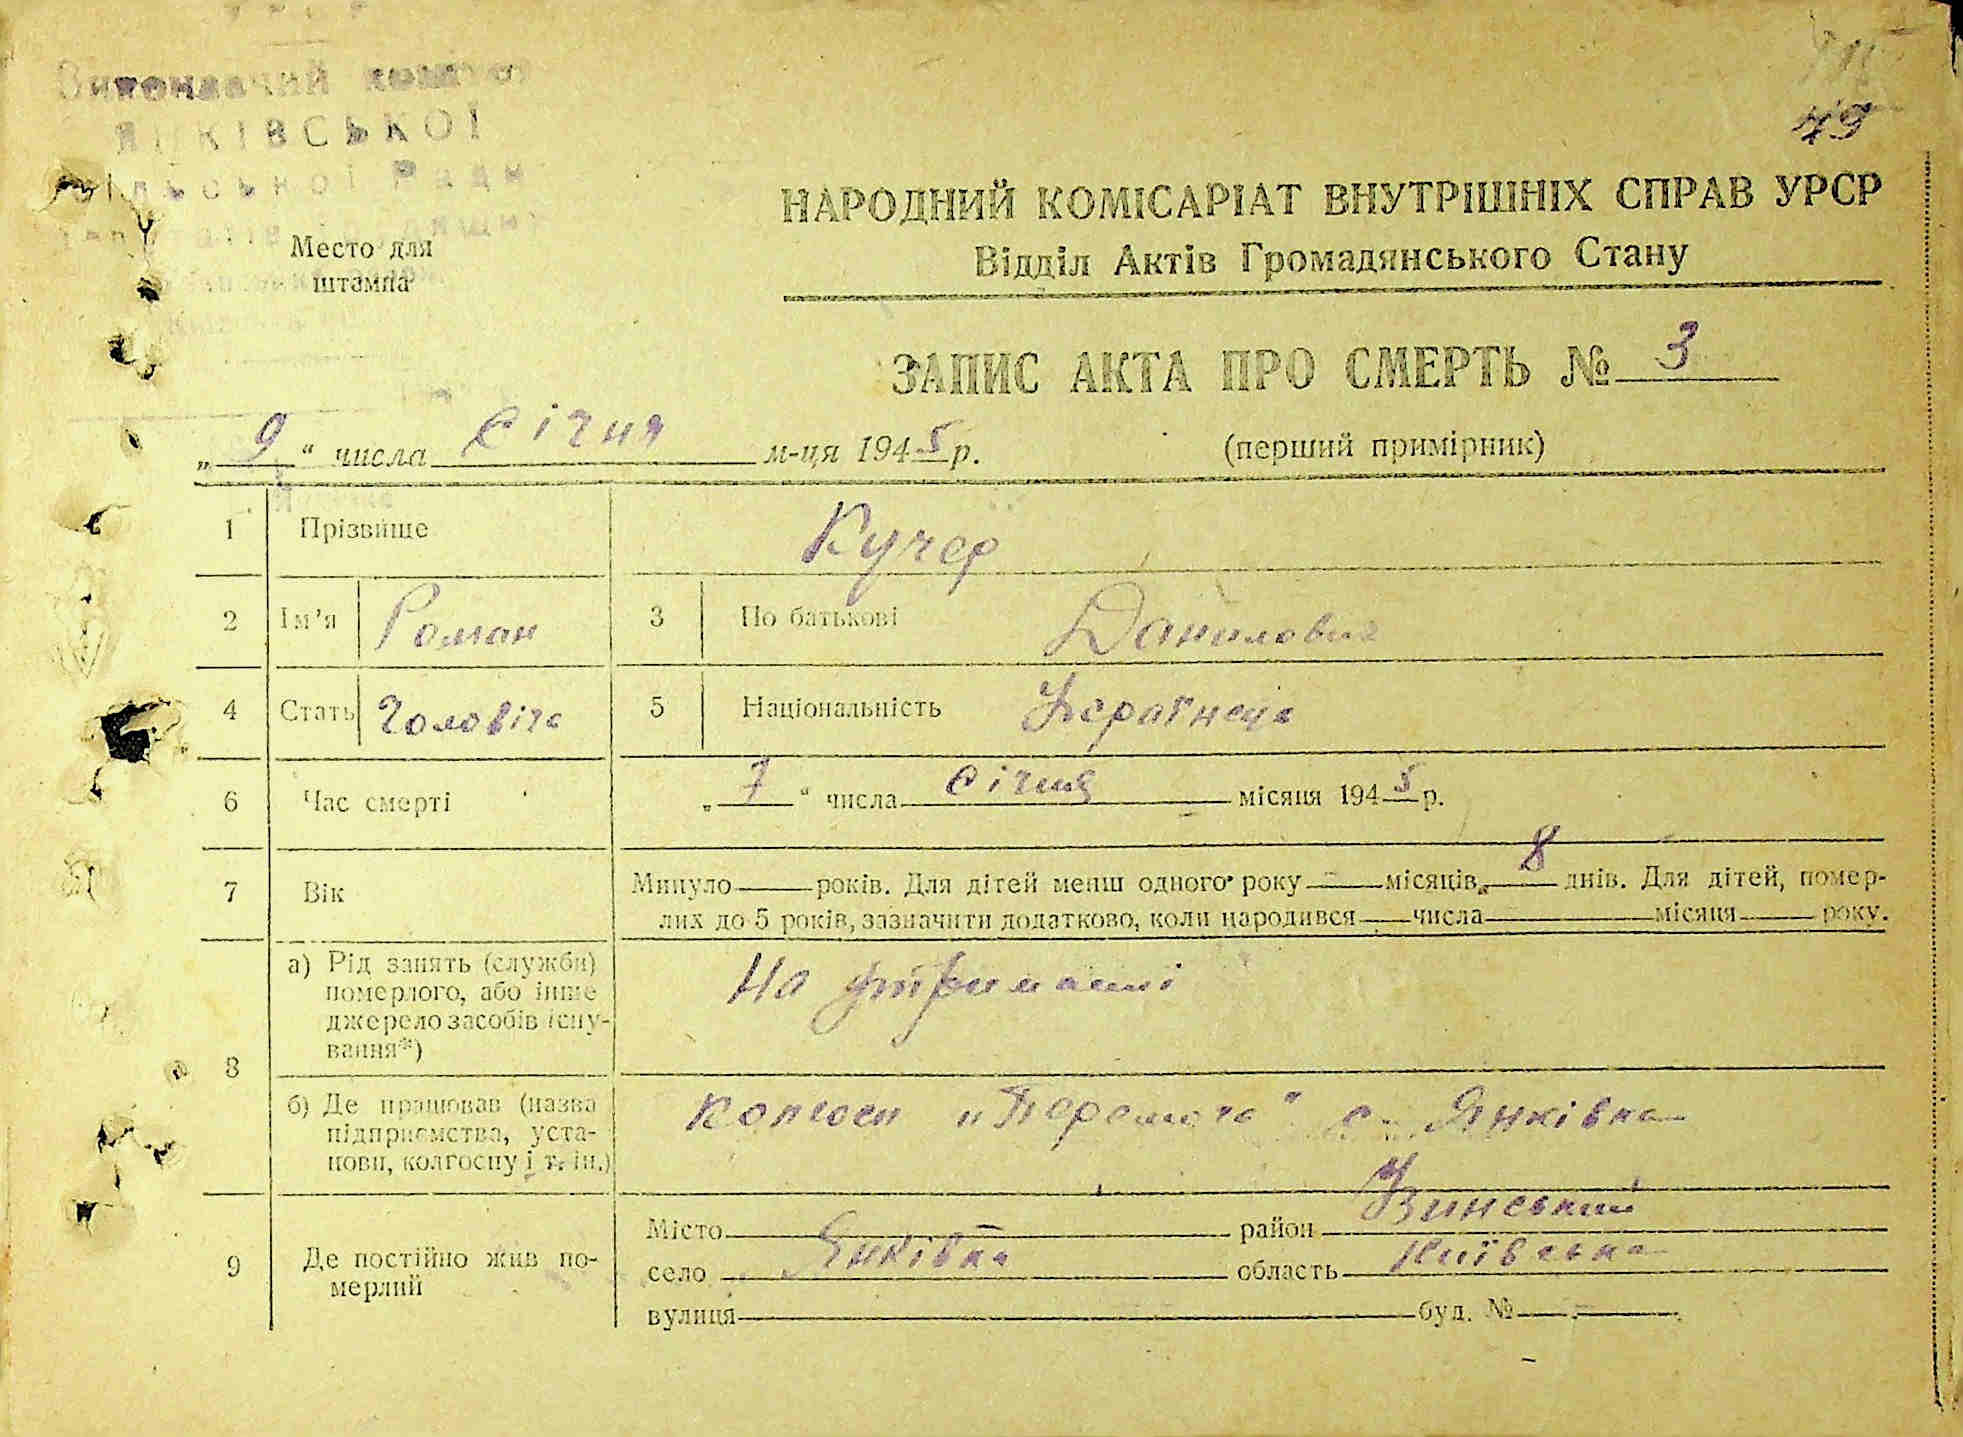 УРСР
Виконавчий комітет
ЯНКІВСЬКОЇ
сільської Ради
Место для
штампа
49
НАРОДНИЙ КОМІСАРІАТ ВНУТРІШНІХ СПРАВ УРСР
Відділ Актів Громадянського Стану
ЗАПИС АКТА ПРО СМЕРТЬ № 3
„ 9 “ числа січня м-ця 1945 р. (перший примірник)
1 Прізвище Кучер
2 Ім’я Роман 3 По батькові Данилович
4 Стать Чоловіча 5 Національність Українець
6 Час смерті „ 7 “ числа січня місяця 1945 р.
7 Вік Минуло — років. Для дітей менш одного року — місяців, 8 днів. Для дітей, помер-
лих до 5 років, зазначити додатково, коли народився числа місяця року.
8 а) Рід занять (служби)
померлого, або інше
джерело засобів існу-
вання*)
На утриманні
б) Де працював (назва
підприємства, уста-
нови, колгоспу і т. ін.)
Колгосп „Перемога“ с. Янківка
9 Де постійно жив по-
мерлий
Місто — район Узинський
село Янківка область Київська
вулиця буд. №